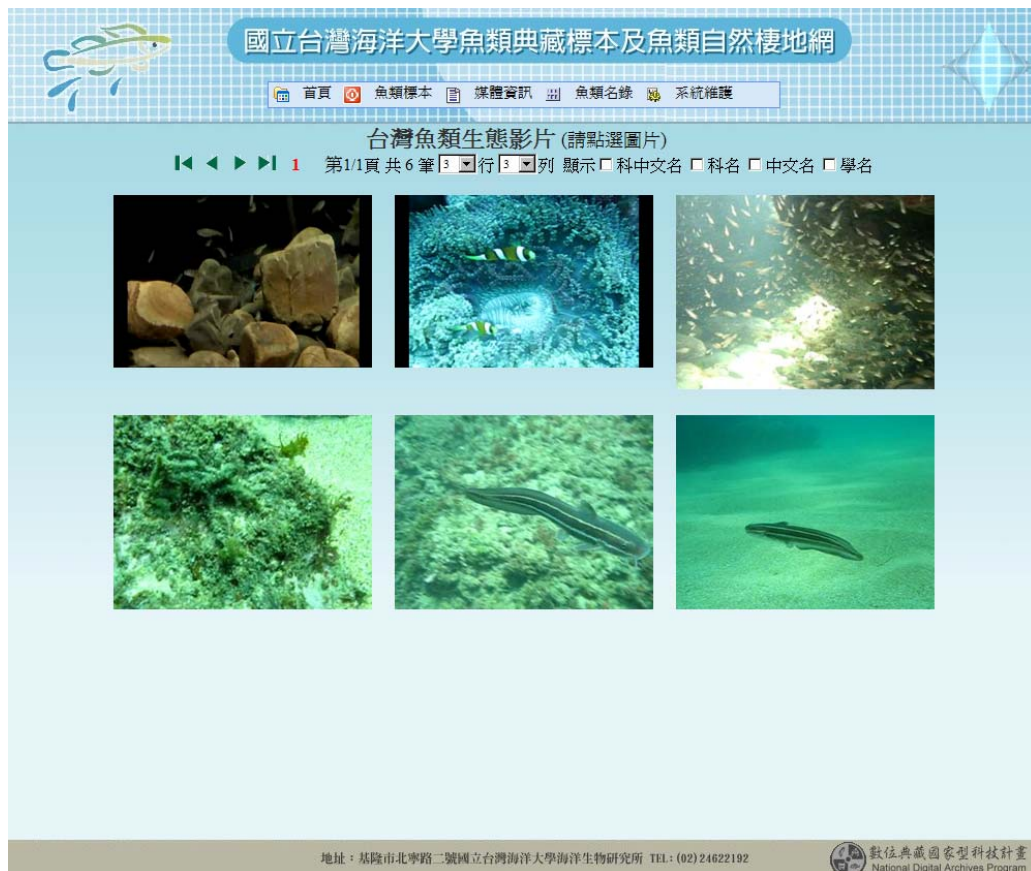 國立台灣海洋大學魚類典藏標本及魚類自然棲地網
首頁 魚類標本 媒體資訊 魚類名錄 系統維護
台灣魚類生態影片 (請點選圖片)
1 第1/1頁 共 6 筆 3 行 3 列 顯示 科中文名 科名 中文名 學名
地址：基隆市北寧路二號國立台灣海洋大學海洋生物研究所 TEL: (02) 24622192
數位典藏國家型科技計畫
National Digital Archives Program